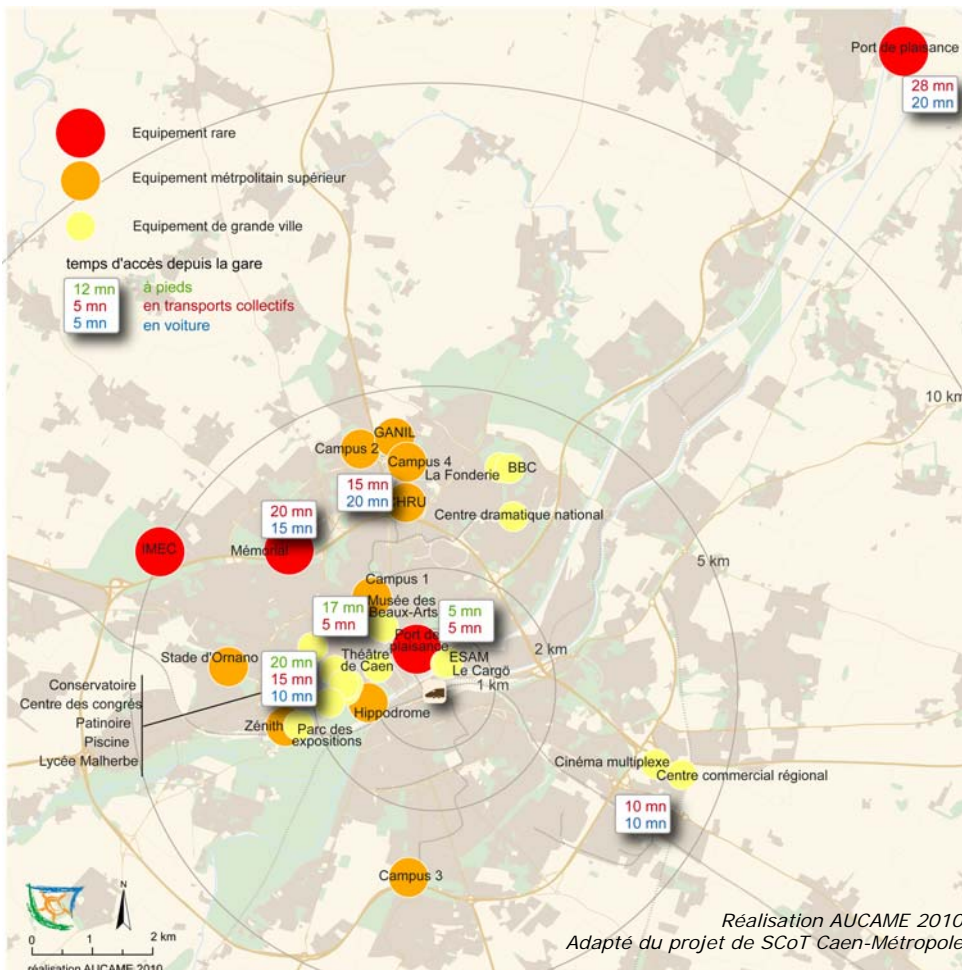 Port de plaisance
28 mn
20 mn
Equipement rare
Equipement métrpolitain supérieur
Equipement de grande ville
temps d'accès depuis la gare
12 mn à pieds
5 mn en transports collectifs
5 mn en voiture
10 km
GANIL
Campus 2
Campus 4
La Fonderie
BBC
15 mn
20 mn
CHRU
Centre dramatique national
20 mn
15 mn
IMEC
Mémorial
5 km
Campus 1
17 mn
5 mn
Musée des
Beaux-Arts
5 mn
5 mn
Port de
plaisance
2 km
Stade d'Ornano
Théâtre
de Caen
ESAM
Le Cargö
20 mn
15 mn
10 mn
1 km
Conservatoire
Centre des congrés
Patinoire
Piscine
Lycée Malherbe
Hippodrome
Zénith
Parc des
expositions
Cinéma multiplexe
Centre commercial régional
10 mn
10 mn
Campus 3
N
0 1 2 km
réalisation AUCAME 2010
Réalisation AUCAME 2010
Adapté du projet de SCoT Caen-Métropole